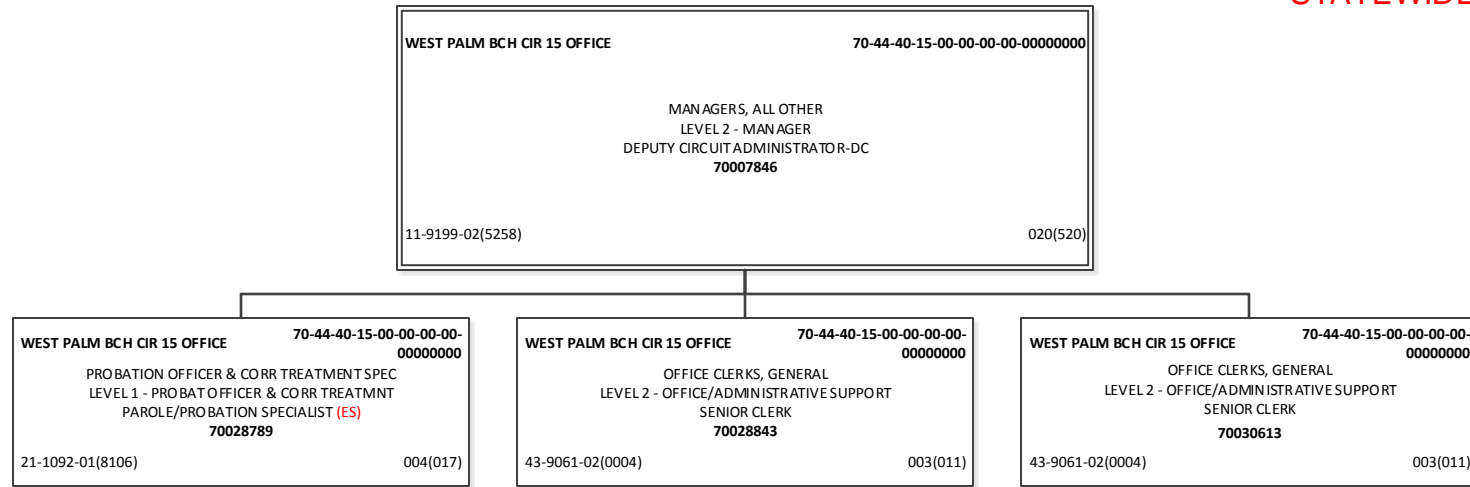 STATEWIDE
WEST PALM BCH CIR 15 OFFICE 70-44-40-15-00-00-00-00-00000000
MANAGERS, ALL OTHER
LEVEL 2 - MANAGER
DEPUTY CIRCUIT ADMINISTRATOR-DC
70007846
11-9199-02(5258) 020(520)
WEST PALM BCH CIR 15 OFFICE 70-44-40-15-00-00-00-00-
00000000
PROBATION OFFICER & CORR TREATMENT SPEC
LEVEL 1 - PROBAT OFFICER & CORR TREATMNT
PAROLE/PROBATION SPECIALIST (ES)
70028789
21-1092-01(8106) 004(017)
WEST PALM BCH CIR 15 OFFICE 70-44-40-15-00-00-00-00-
00000000
OFFICE CLERKS, GENERAL
LEVEL 2 - OFFICE/ADMINISTRATIVE SUPPORT
SENIOR CLERK
70028843
43-9061-02(0004) 003(011)
WEST PALM BCH CIR 15 OFFICE 70-44-40-15-00-00-00-00-
00000000
OFFICE CLERKS, GENERAL
LEVEL 2 - OFFICE/ADMINISTRATIVE SUPPORT
SENIOR CLERK
70030613
43-9061-02(0004) 003(011)